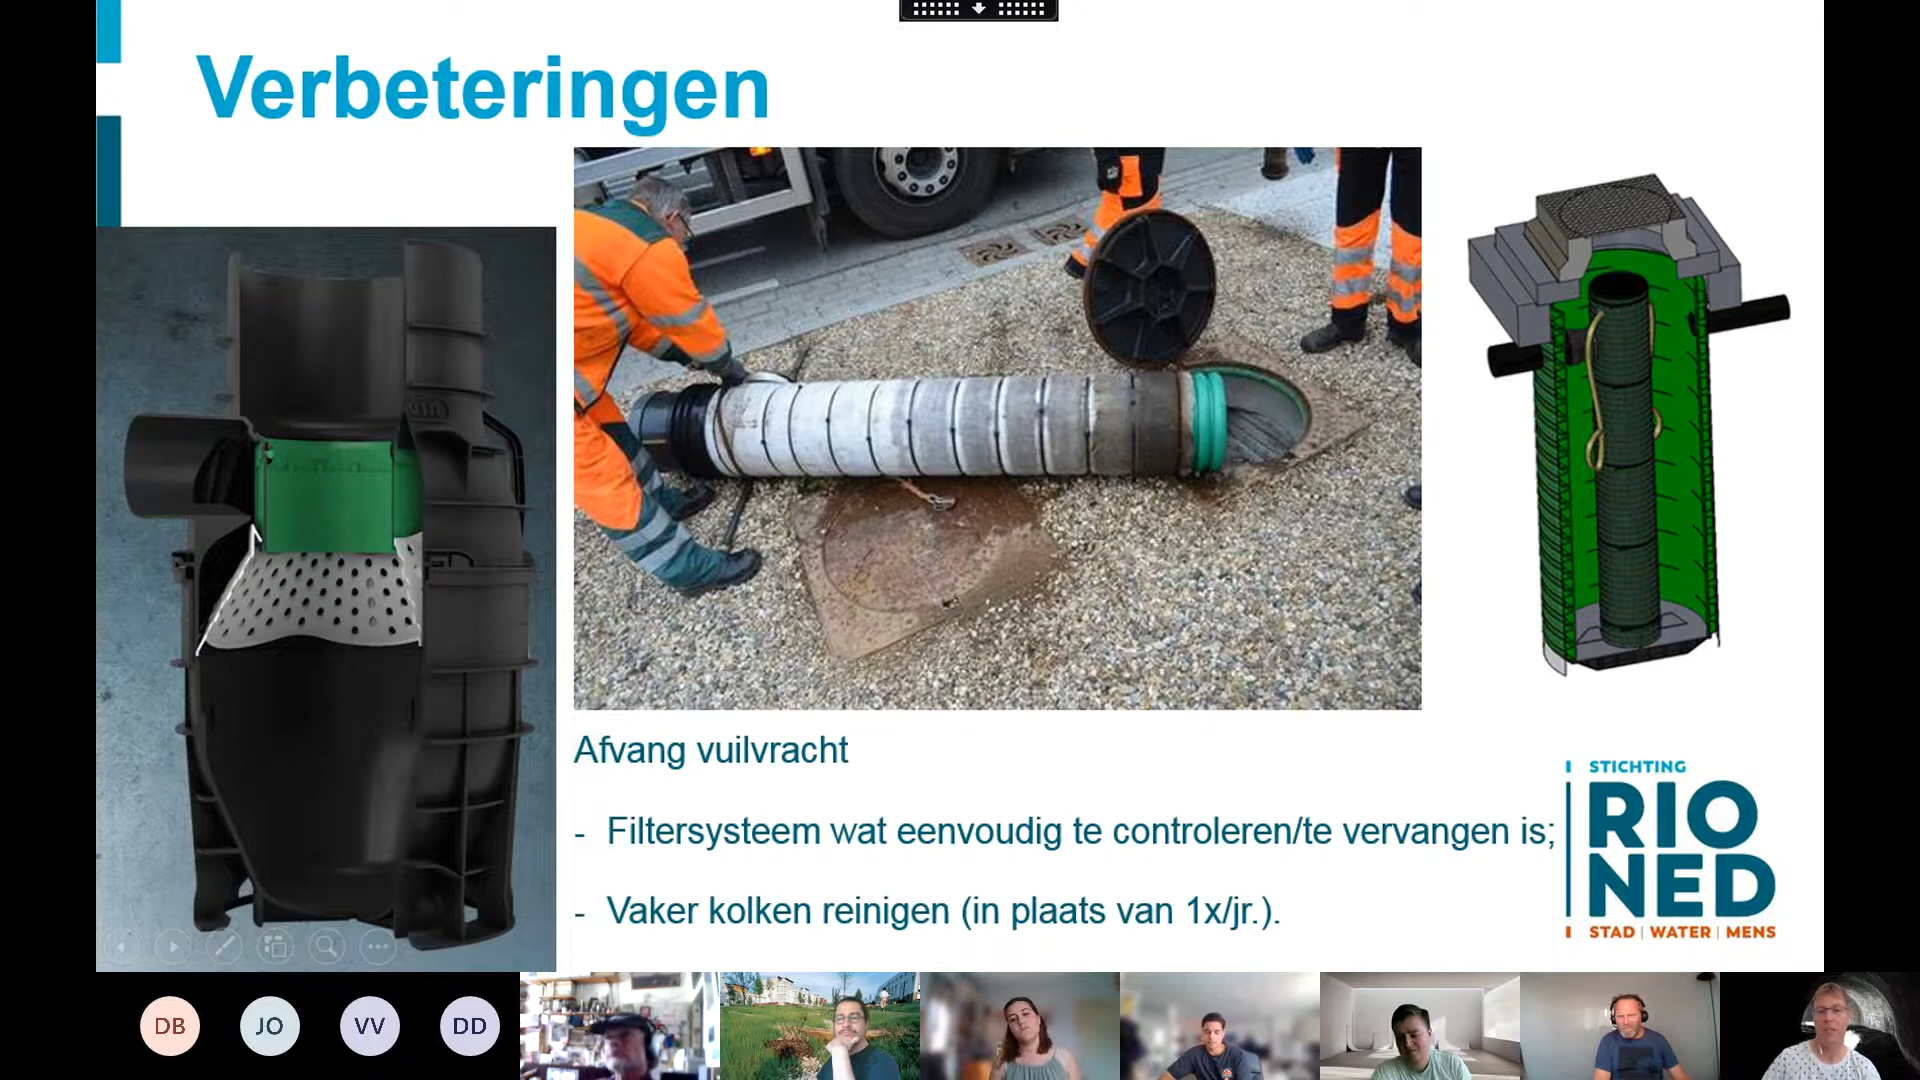 Verbeteringen
Afvang vuilvracht
- Filtersysteem wat eenvoudig te controleren/te vervangen is;
- Vaker kolken reinigen (in plaats van 1x/jr.).
STICHTING
RIO
NED
STAD | WATER | MENS
DB
JO
VV
DD